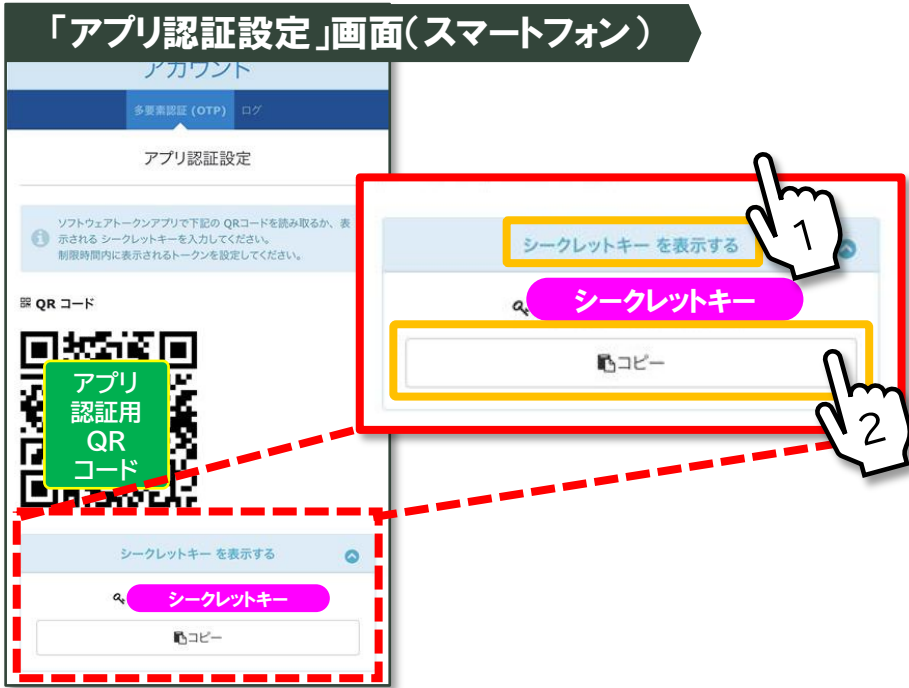 「アプリ認証設定」画面(スマートフォン)
アカウント
多要素認証 (OTP) ログ
アプリ認証設定
ソフトウェアトークンアプリで下記の QRコードを読み取るか、表
示される シークレットキーを入力してください。
制限時間内に表示されるトークンを設定してください。
QR コード
アプリ
認証用
QR
コード
シークレットキー を表示する
シークレットキー
コピー
シークレットキー を表示する
1
シークレットキー
コピー
2